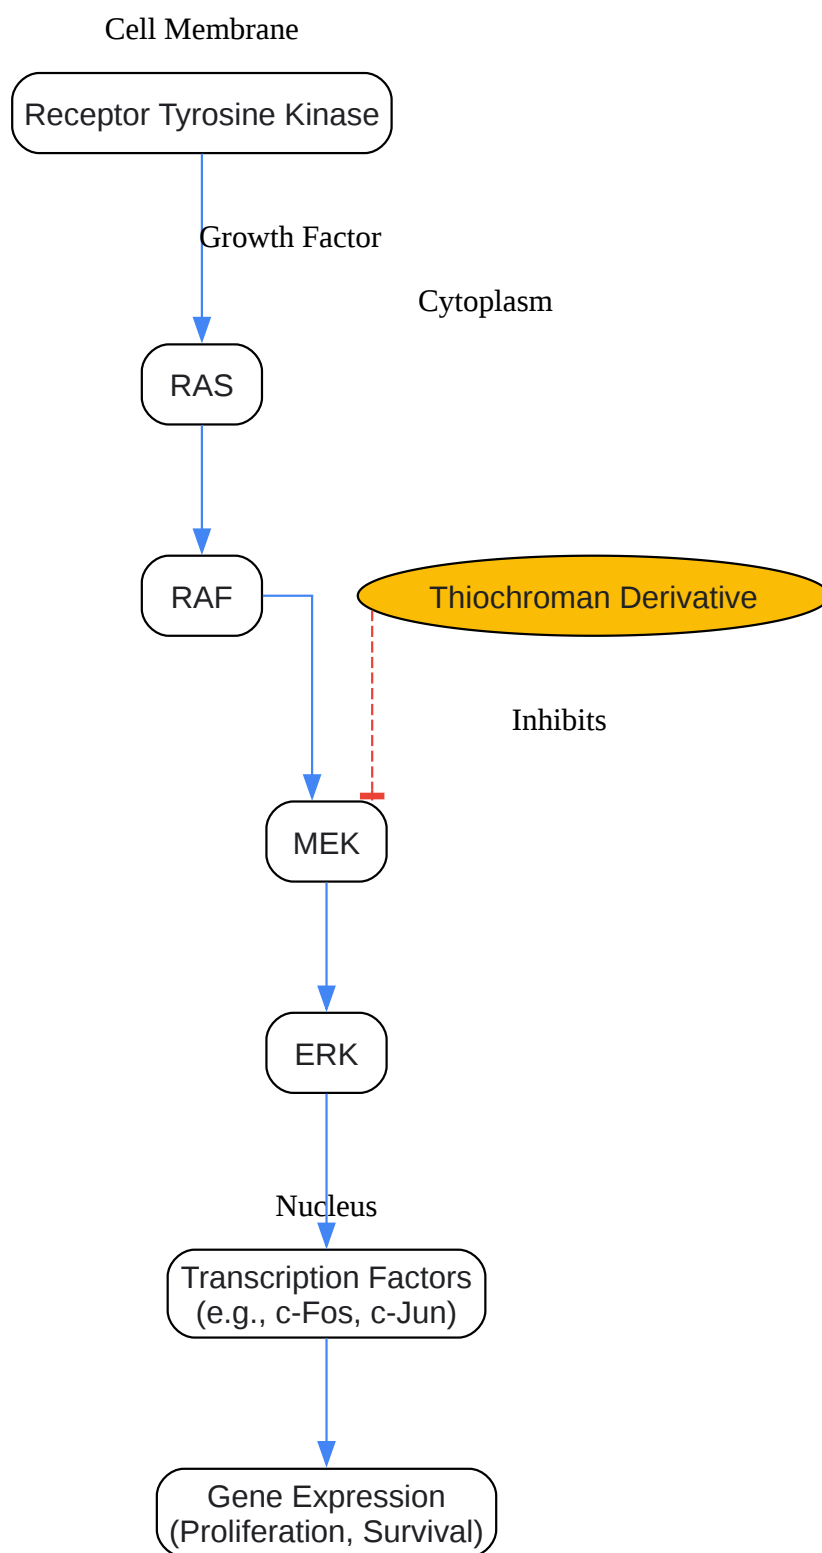 Cell Membrane
Receptor Tyrosine Kinase
Growth Factor
Cytoplasm
RAS
RAF
Thiochroman Derivative
Inhibits
MEK
ERK
Nucleus
Transcription Factors
(e.g., c-Fos, c-Jun)
Gene Expression
(Proliferation, Survival)